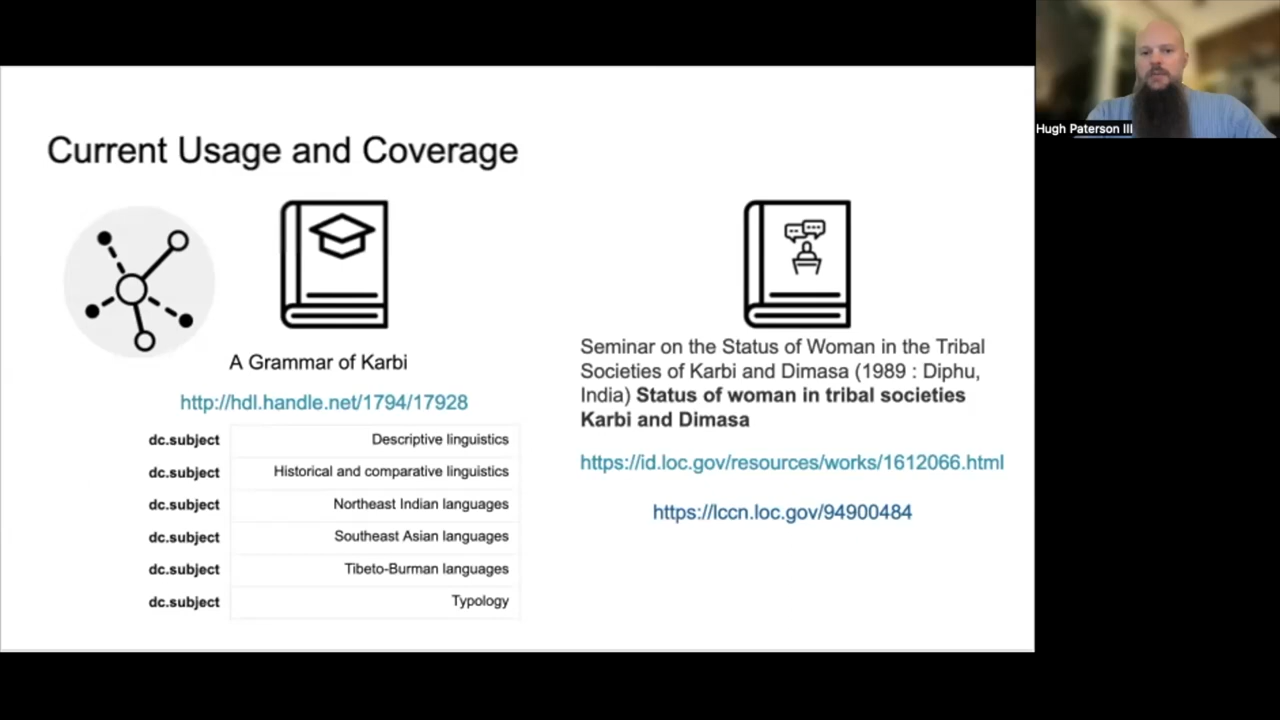 Current Usage and Coverage
A Grammar of Karbi
http://hdl.handle.net/1794/17928
dc.subject Descriptive linguistics
dc.subject Historical and comparative linguistics
dc.subject Northeast Indian languages
dc.subject Southeast Asian languages
dc.subject Tibeto-Burman languages
dc.subject Typology
Seminar on the Status of Woman in the Tribal
Societies of Karbi and Dimasa (1989 : Diphu,
India) Status of woman in tribal societies
Karbi and Dimasa
https://id.loc.gov/resources/works/1612066.html
https://lccn.loc.gov/94900484
Hugh Paterson III